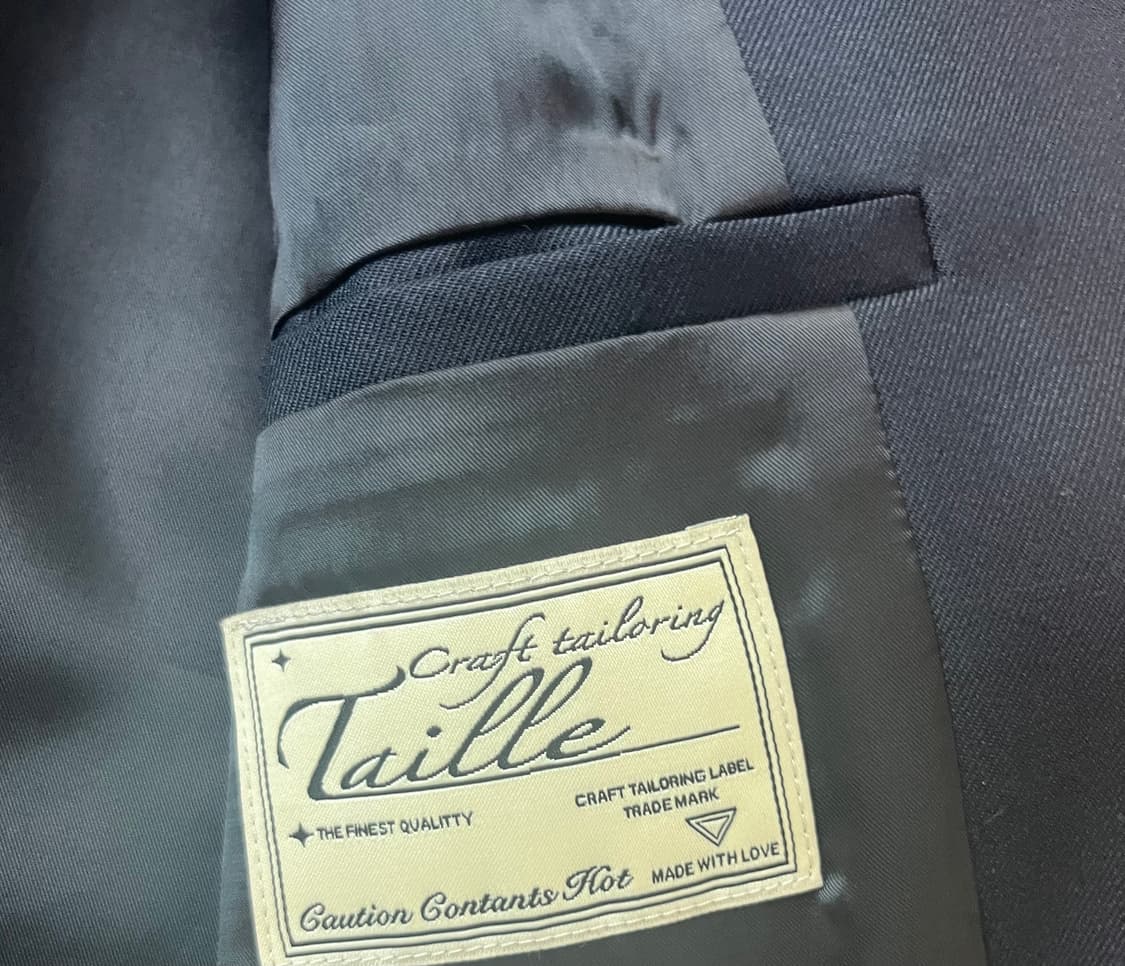 Craft tailoring
Taille
CRAFT TAILORING LABEL
TRADE MARK
THE FINEST QUALITTY
MADE WITH LOVE
Caution Contants Hot